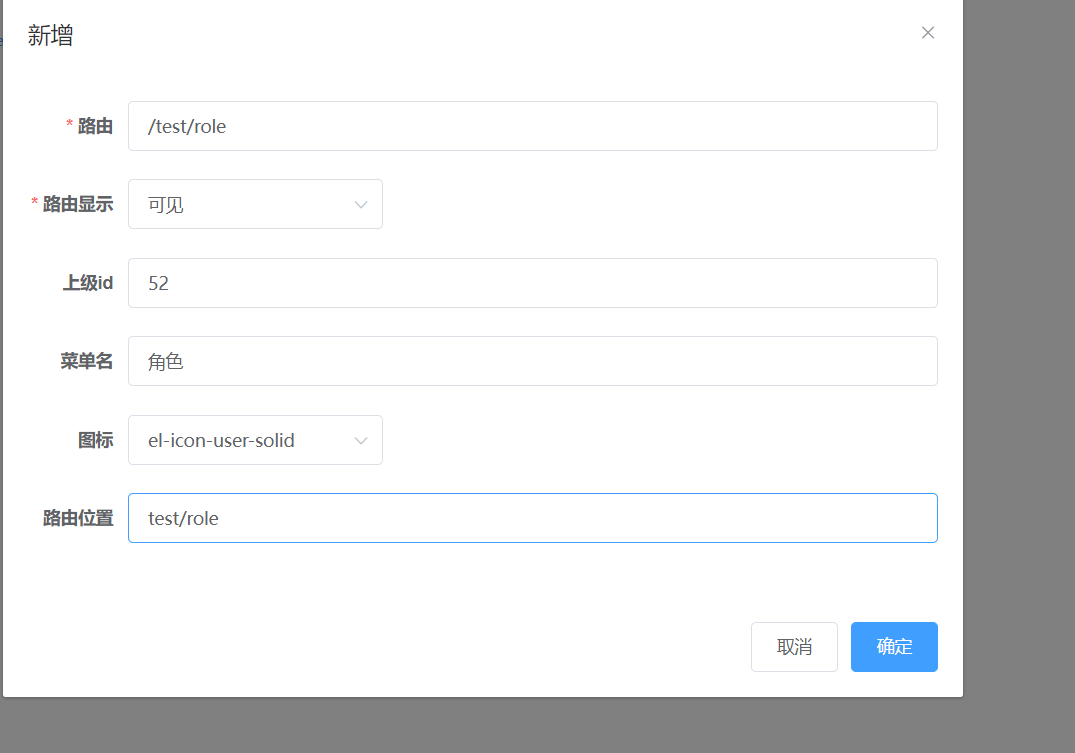 新增
* 路由 /test/role
* 路由显示 可见
上级id 52
菜单名 角色
图标 el-icon-user-solid
路由位置 test/role
取消 确定